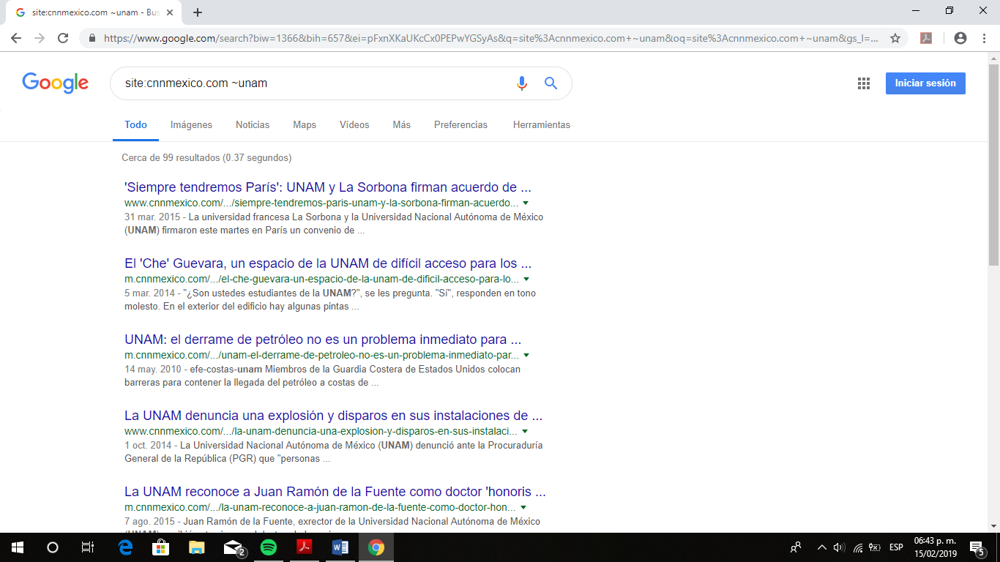 site:cnnmexico.com ~unam - Bus
https://www.google.com/search?biw=1366&bih=657&ei=pFxnXKaUKcCx0PEPwYGSyAs&q=site%3Acnnmexico.com+~unam&oq=site%3Acnnmexico.com+~unam&gs_l=...
Google
site:cnnmexico.com ~unam
Iniciar sesión
Todo Imágenes Noticias Maps Vídeos Más Preferencias Herramientas
Cerca de 99 resultados (0.37 segundos)
'Siempre tendremos París': UNAM y La Sorbona firman acuerdo de ...
www.cnnmexico.com/.../siempre-tendremos-paris-unam-y-la-sorbona-firman-acuerdo...
31 mar. 2015 - La universidad francesa La Sorbona y la Universidad Nacional Autónoma de México
(UNAM) firmaron este martes en París un convenio de ...
El 'Che' Guevara, un espacio de la UNAM de difícil acceso para los ...
m.cnnmexico.com/.../el-che-guevara-un-espacio-de-la-unam-de-dificil-acceso-para-lo...
5 mar. 2014 - "¿Son ustedes estudiantes de la UNAM?", se les pregunta. "Sí", responden en tono
molesto. En el exterior del edificio hay algunas pintas ...
UNAM: el derrame de petróleo no es un problema inmediato para ...
m.cnnmexico.com/.../unam-el-derrame-de-petroleo-no-es-un-problema-inmediato-par...
14 may. 2010 - efe-costas-unam Miembros de la Guardia Costera de Estados Unidos colocan
barreras para contener la llegada del petróleo a costas de ...
La UNAM denuncia una explosión y disparos en sus instalaciones de ...
www.cnnmexico.com/.../la-unam-denuncia-una-explosion-y-disparos-en-sus-instalaci...
1 oct. 2014 - La Universidad Nacional Autónoma de México (UNAM) denunció ante la Procuraduría
General de la República (PGR) que "personas ...
La UNAM reconoce a Juan Ramón de la Fuente como doctor 'honoris ...
m.cnnmexico.com/.../la-unam-reconoce-a-juan-ramon-de-la-fuente-como-doctor-hon...
7 ago. 2015 - Juan Ramón de la Fuente, exrector de la Universidad Nacional Autónoma de México
2
ESP
06:43 p. m.
15/02/2019
5